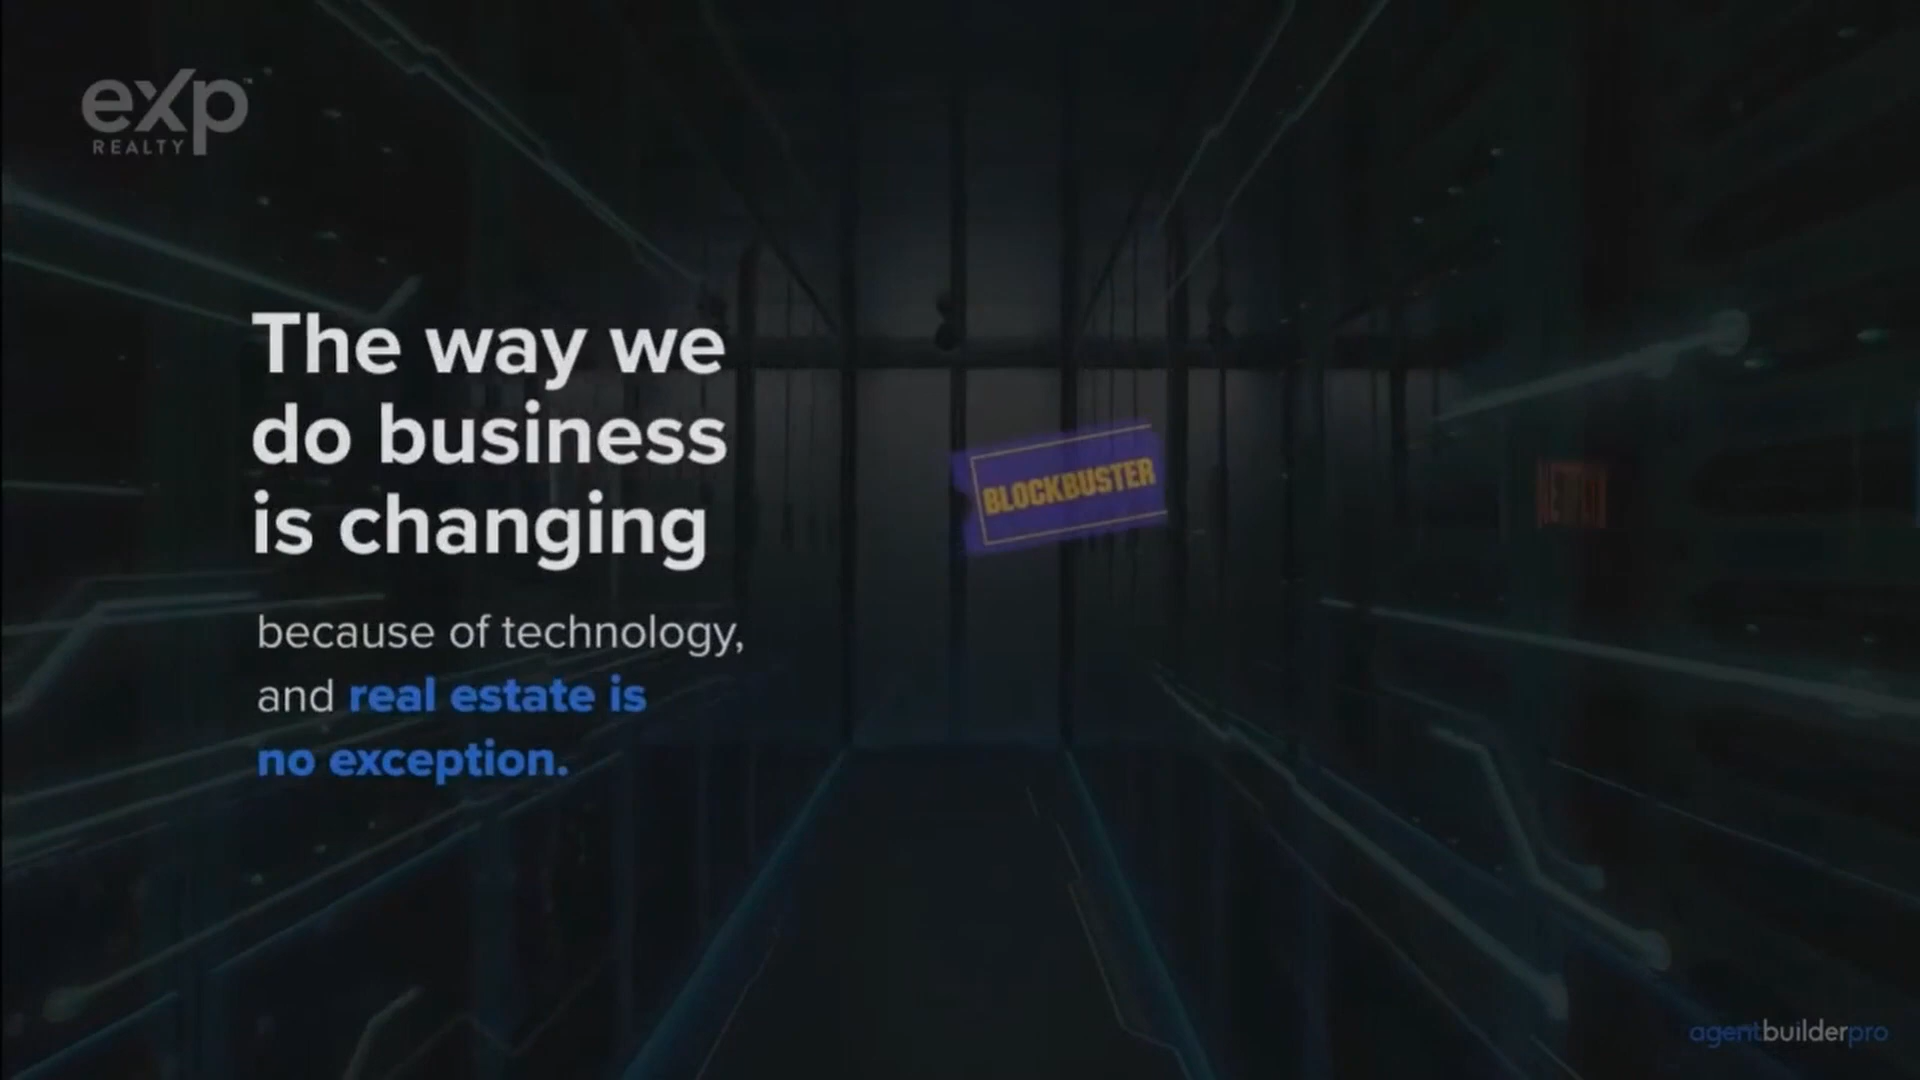 exp
REALTY
The way we
do business
is changing
because of technology,
and real estate is
no exception.
BLOCKBUSTER
NETFLIX
agentbuilderpro